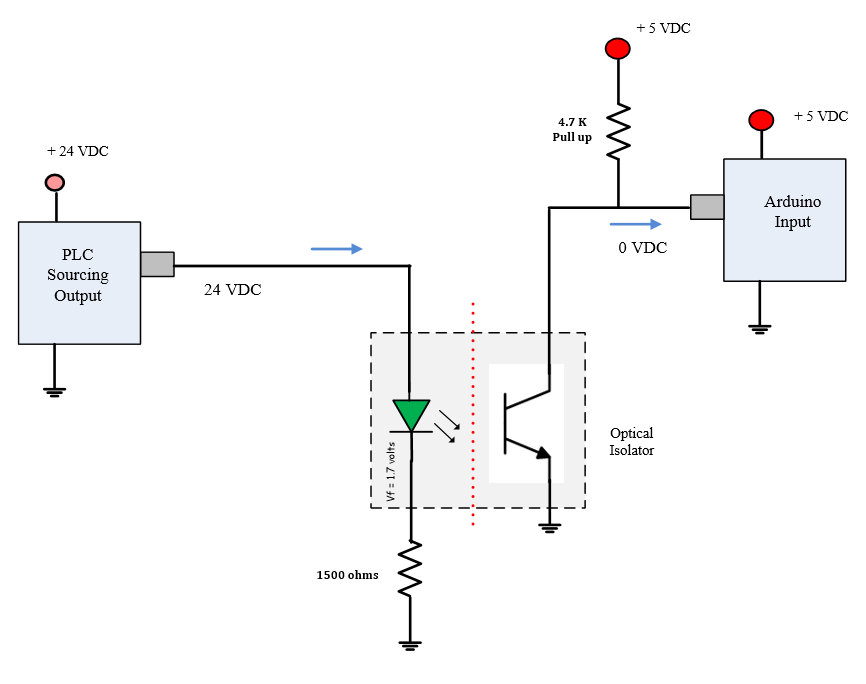 + 5 VDC
4.7 K
Pull up
+ 5 VDC
+ 24 VDC
Arduino
Input
PLC
Sourcing
Output
0 VDC
24 VDC
Vf = 1.7 volts
Optical
Isolator
1500 ohms